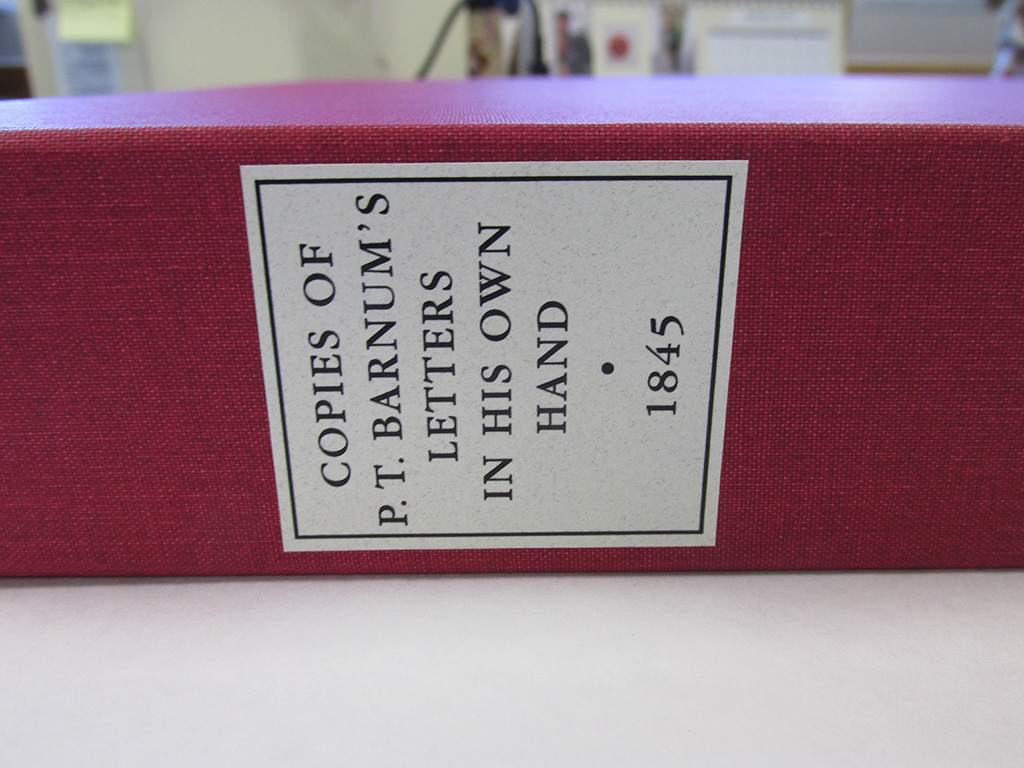 COPIES OF
P. T. BARNUM'S
LETTERS
IN HIS OWN
HAND
•
1845